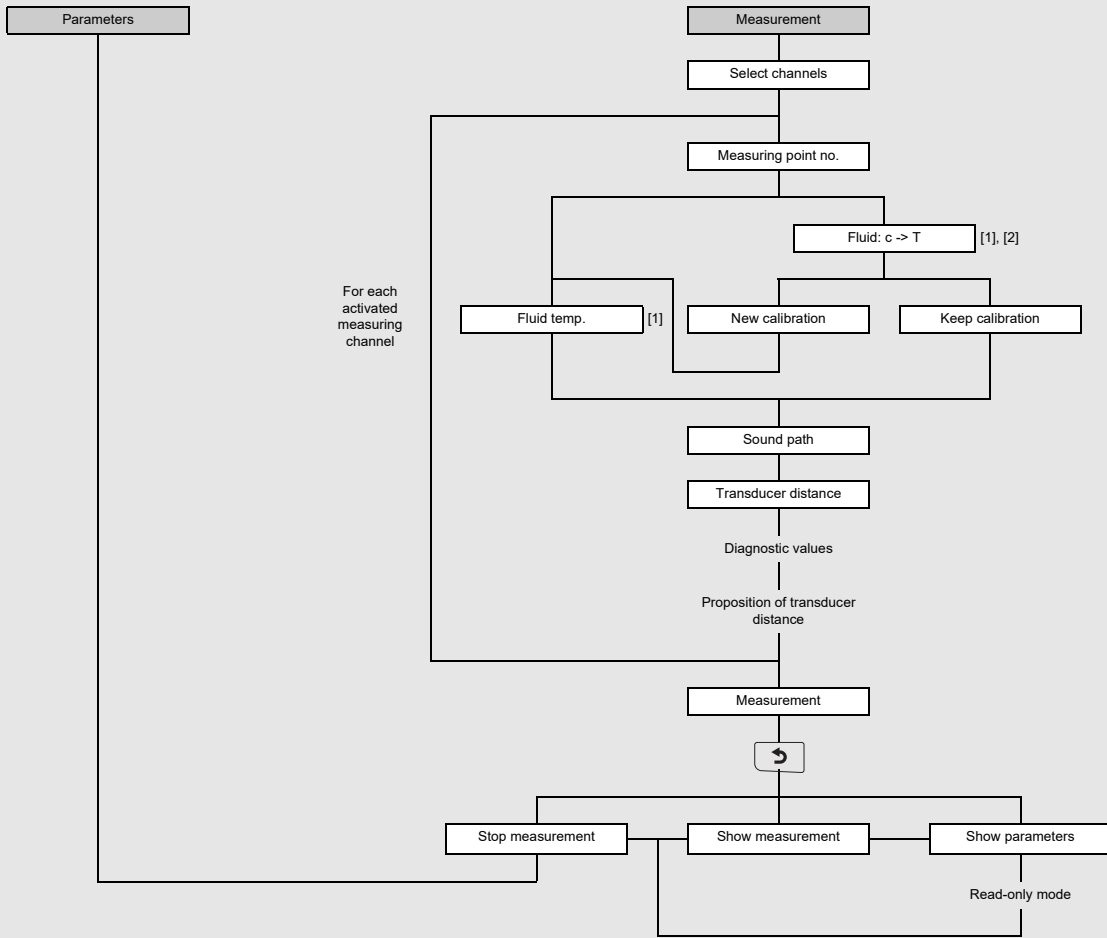 Parameters
Measurement
Select channels
Measuring point no.
Fluid: c -> T
[1], [2]
For each
activated
measuring
channel
Fluid temp.
[1]
New calibration
Keep calibration
Sound path
Transducer distance
Diagnostic values
Proposition of transducer
distance
Measurement
Stop measurement
Show measurement
Show parameters
Read-only mode